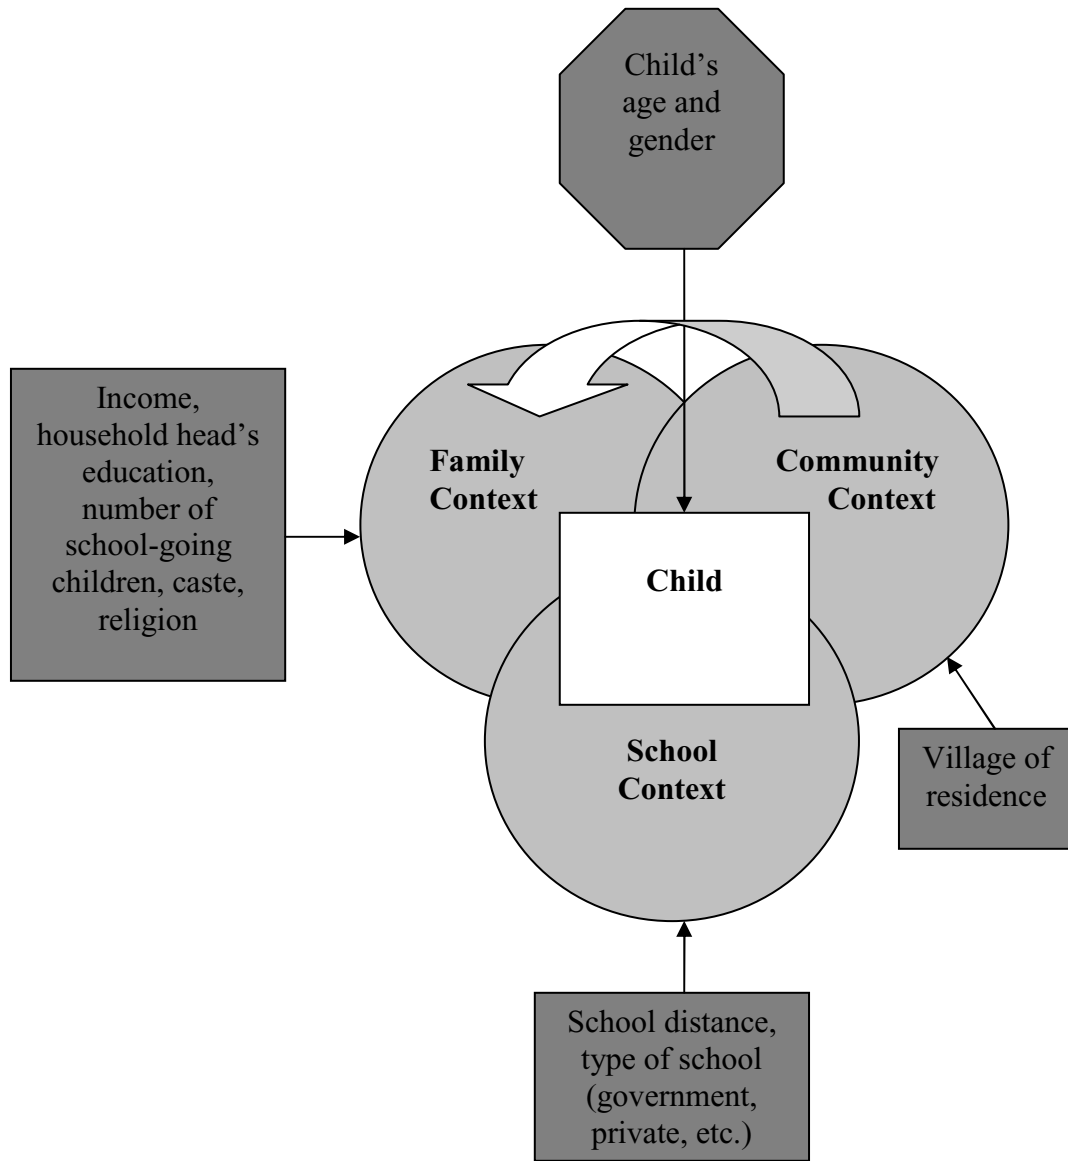 Child’s
age and
gender
Income,
household head’s
education,
number of
school-going
children, caste,
religion
Family
Context
Community
Context
Child
School
Context
Village of
residence
School distance,
type of school
(government,
private, etc.)